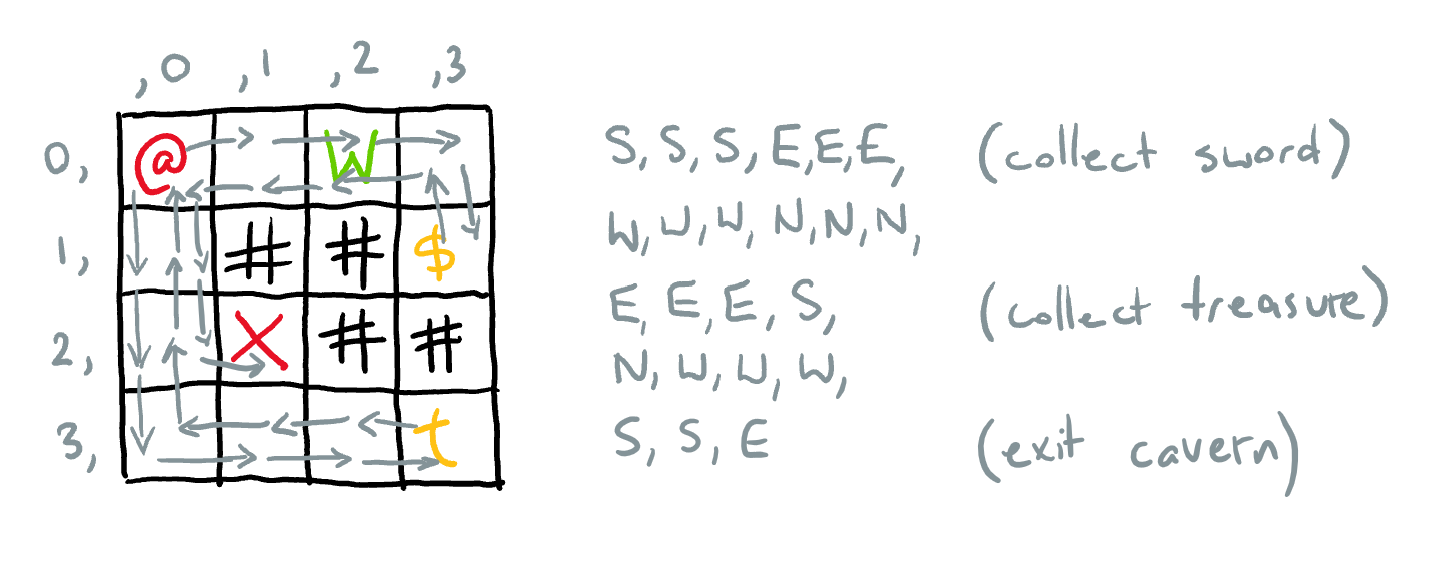 ,0 ,1 ,2 ,3
0, @ W S, S, S, E, E, E, (collect sword)
W, W, W, N, N, N,
1, # # $
E, E, E, S, (collect treasure)
2, X # #
N, W, W, W,
3, t S, S, E (exit cavern)